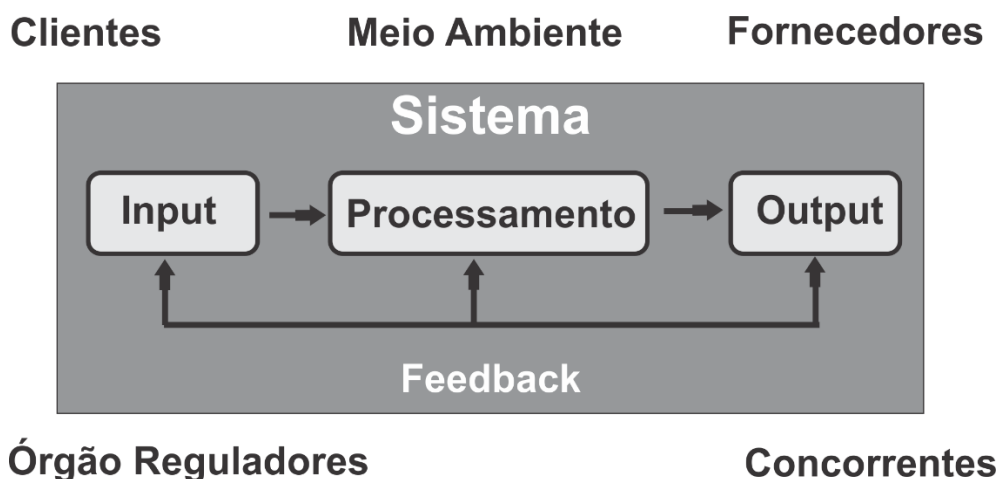 Clientes Meio Ambiente Fornecedores
Sistema
Input Processamento Output
Feedback
Órgão Reguladores Concorrentes